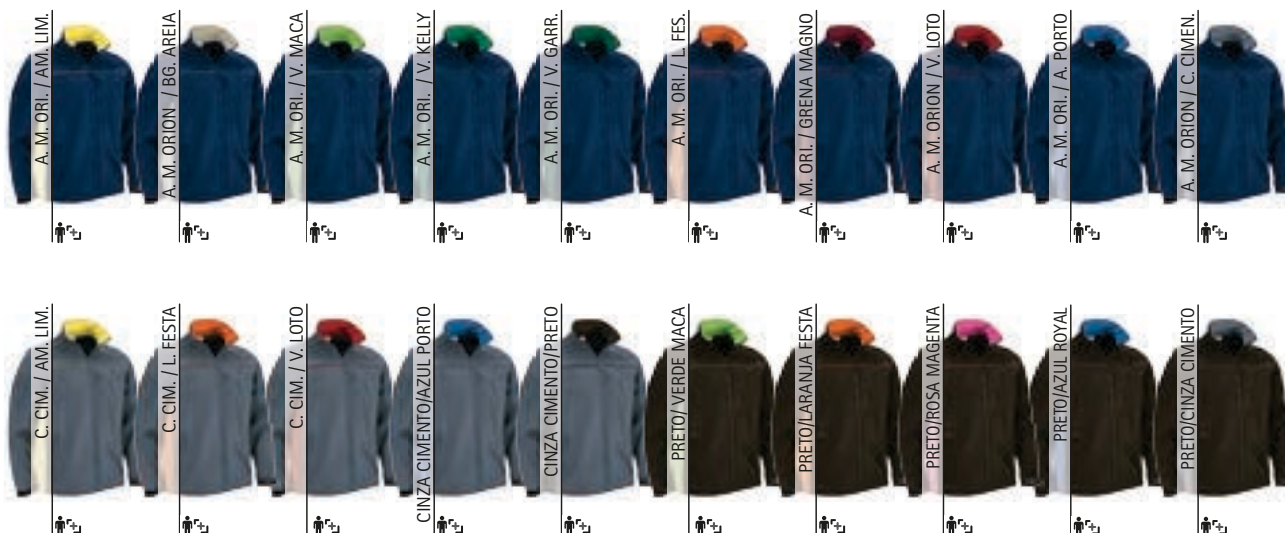 A. M. ORI. / AM. LIM.
A. M. ORION / BG. AREIA
A. M. ORI. / V. MACA
A. M. ORI. / V. KELY
A. M. ORI. / V. GARR.
A. M. ORI. / L. FES.
A. M. ORI. / GRENA MAGNO
A. M. ORION / V. LOTO
A. M. ORI. / A. PORTO
A. M. ORION / C. CIMEN.
C. CIM. / AM. LIM.
C. CIM. / L. FESTA
C. CIM. / V. LOTO
CINZA CIMENTO/AZUL PORTO
CINZA CIMENTO/PRETO
PRETO/ VERDE MACA
PRETO/LARANJA FESTA
PRETO/ROSA MAGENTA
PRETO/AZUL ROYAL
PRETO/CINZA CIMENTO